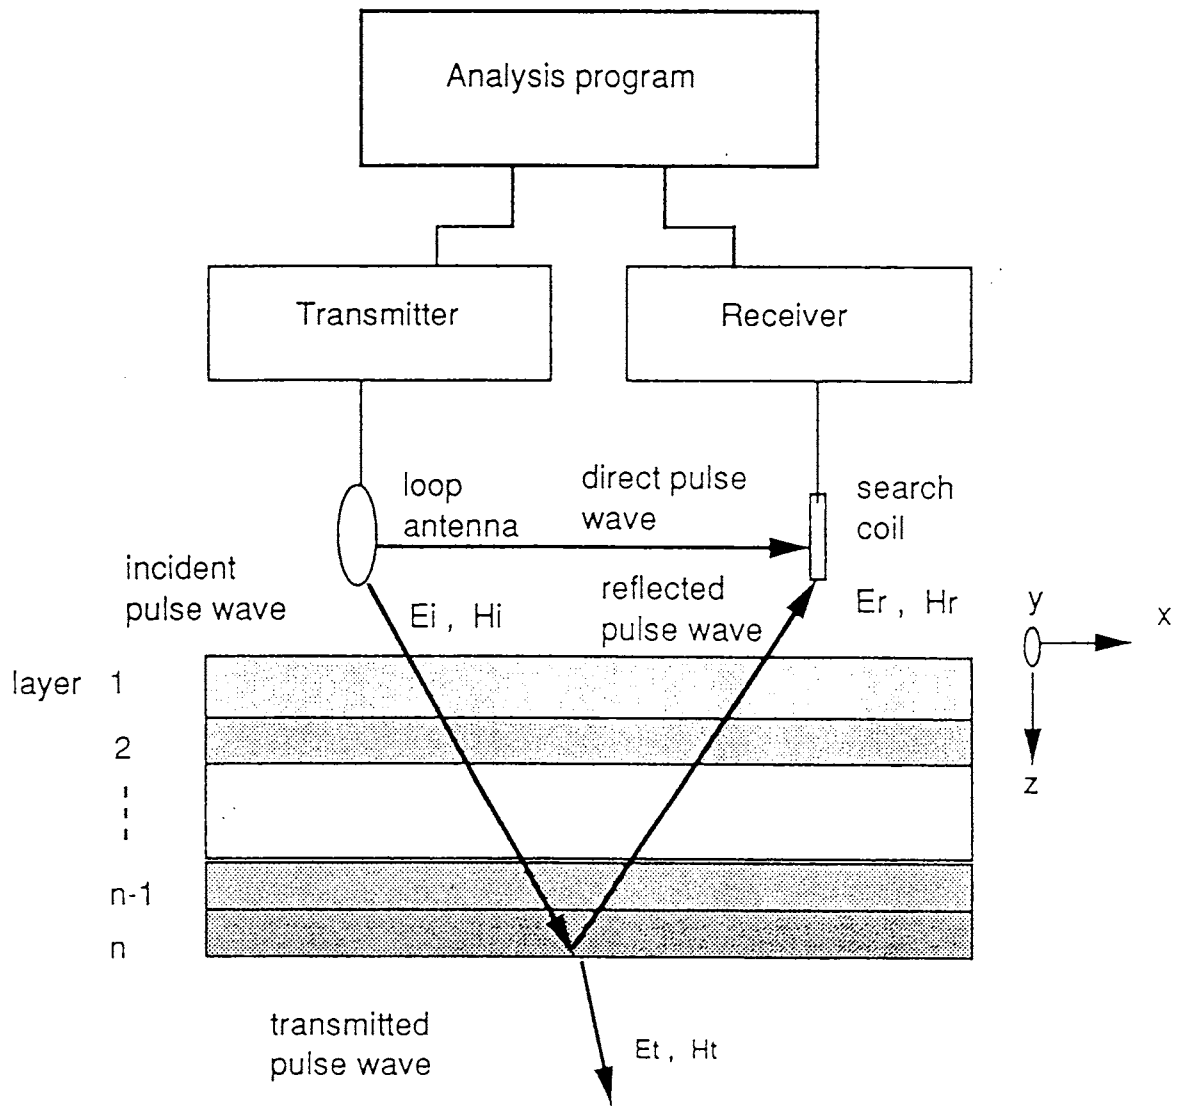 Analysis program
Transmitter
Receiver
loop
antenna
direct pulse
wave
search
coil
incident
pulse wave
Ei , Hi
reflected
pulse wave
Er , Hr
y
x
z
layer 1
2
n-1
n
transmitted
pulse wave
Et , Ht